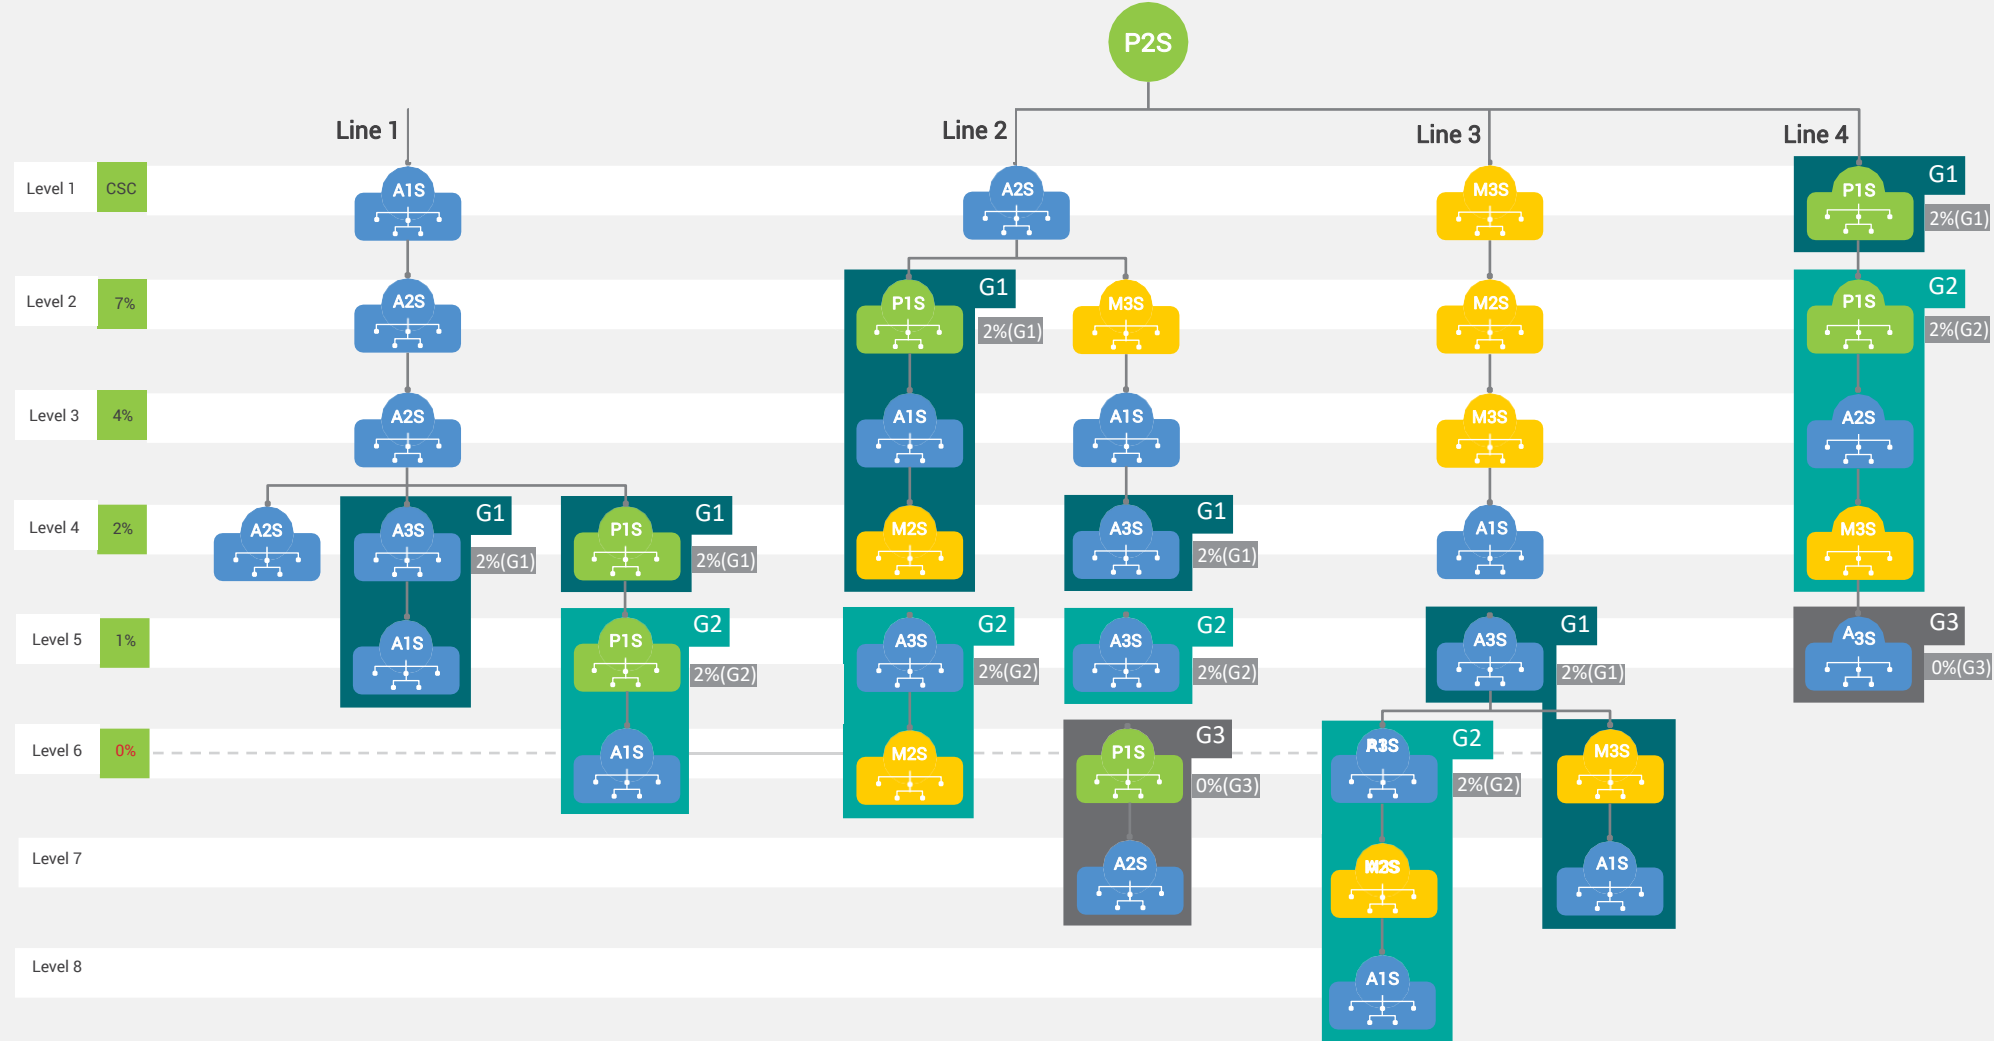 P2S
Line 1
Line 2
Line 3
Line 4
Level 1
CSC
A1S
A2S
M3S
P1S
G1
2%(G1)
Level 2
7%
A2S
P1S
G1
2%(G1)
M3S
M2S
P1S
G2
2%(G2)
Level 3
4%
A2S
A1S
A1S
M3S
A2S
Level 4
2%
A2S
A3S
G1
2%(G1)
P1S
G1
2%(G1)
M2S
A3S
G1
2%(G1)
A1S
M3S
Level 5
1%
A1S
P1S
G2
2%(G2)
A3S
G2
2%(G2)
A3S
G2
2%(G2)
A3S
G1
2%(G1)
A3S
G3
0%(G3)
Level 6
0%
A1S
M2S
P1S
G3
0%(G3)
G2
2%(G2)
M3S
Level 7
A2S
A1S
Level 8
A1S